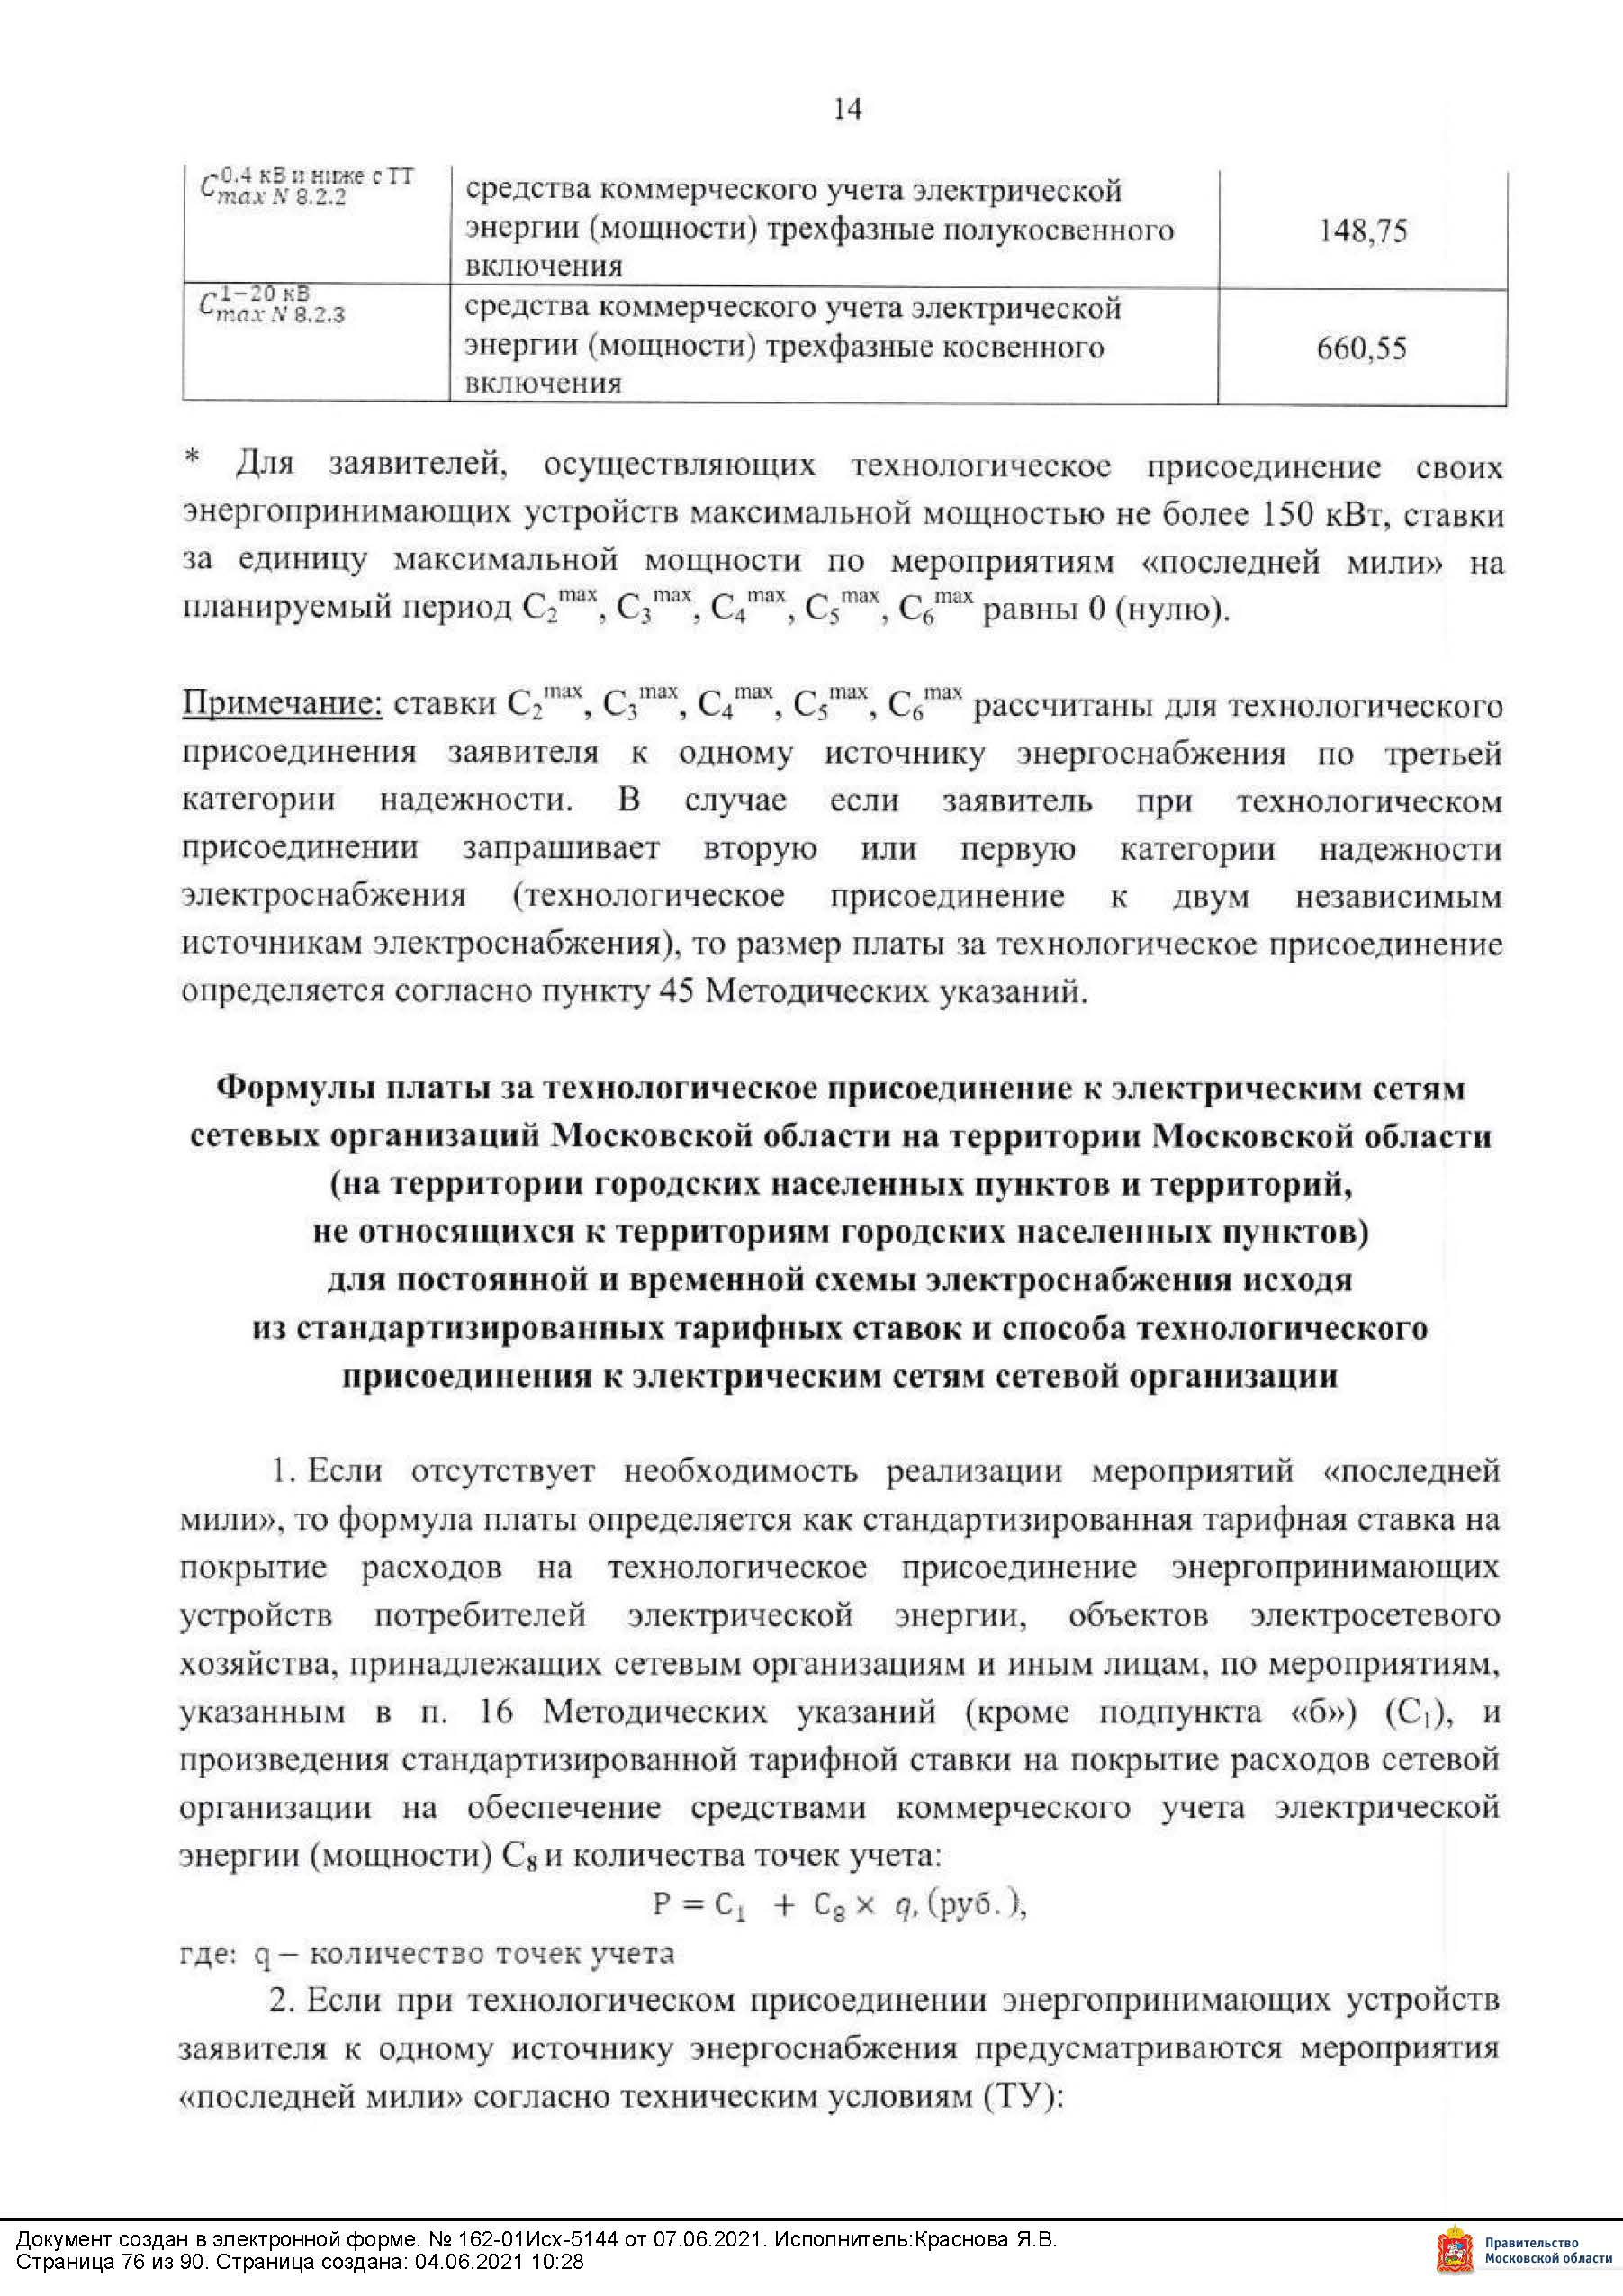 14
C 0.4 кВ и ниже с ТТ max N 8.2.2
средства коммерческого учета электрической
энергии (мощности) трехфазные полукосвенного
включения
148,75
C 1–20 кВ max N 8.2.3
средства коммерческого учета электрической
энергии (мощности) трехфазные косвенного
включения
660,55
* Для заявителей, осуществляющих технологическое присоединение своих
энергопринимающих устройств максимальной мощностью не более 150 кВт, ставки
за единицу максимальной мощности по мероприятиям «последней мили» на
планируемый период C₂ᵐᵃˣ, C₃ᵐᵃˣ, C₄ᵐᵃˣ, C₅ᵐᵃˣ, C₆ᵐᵃˣ равны 0 (нулю).
Примечание: ставки C₂ᵐᵃˣ, C₃ᵐᵃˣ, C₄ᵐᵃˣ, C₅ᵐᵃˣ, C₆ᵐᵃˣ рассчитаны для технологического
присоединения заявителя к одному источнику энергоснабжения по третьей
категории надежности. В случае если заявитель при технологическом
присоединении запрашивает вторую или первую категории надежности
электроснабжения (технологическое присоединение к двум независимым
источникам электроснабжения), то размер платы за технологическое присоединение
определяется согласно пункту 45 Методических указаний.
Формулы платы за технологическое присоединение к электрическим сетям
сетевых организаций Московской области на территории Московской области
(на территории городских населенных пунктов и территорий,
не относящихся к территориям городских населенных пунктов)
для постоянной и временной схемы электроснабжения исходя
из стандартизированных тарифных ставок и способа технологического
присоединения к электрическим сетям сетевой организации
1. Если отсутствует необходимость реализации мероприятий «последней
мили», то формула платы определяется как стандартизированная тарифная ставка на
покрытие расходов на технологическое присоединение энергопринимающих
устройств потребителей электрической энергии, объектов электросетевого
хозяйства, принадлежащих сетевым организациям и иным лицам, по мероприятиям,
указанным в п. 16 Методических указаний (кроме подпункта «б») (C₁), и
произведения стандартизированной тарифной ставки на покрытие расходов сетевой
организации на обеспечение средствами коммерческого учета электрической
энергии (мощности) C₈ и количества точек учета:
P = C₁ + C₈ × q, (руб.),
где: q – количество точек учета
2. Если при технологическом присоединении энергопринимающих устройств
заявителя к одному источнику энергоснабжения предусматриваются мероприятия
«последней мили» согласно техническим условиям (ТУ):
Документ создан в электронной форме. № 162-01Исх-5144 от 07.06.2021. Исполнитель:Краснова Я.В.
Страница 76 из 90. Страница создана: 04.06.2021 10:28
Правительство
Московской области